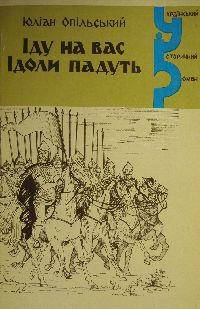 УКРАЇНСЬКИЙ
ІСТОРИЧНИЙ
РОМАН
ЮЛІАН ОПІЛЬСЬКИЙ
ІДУ НА ВАС
ІДОЛИ ПАДУТЬ